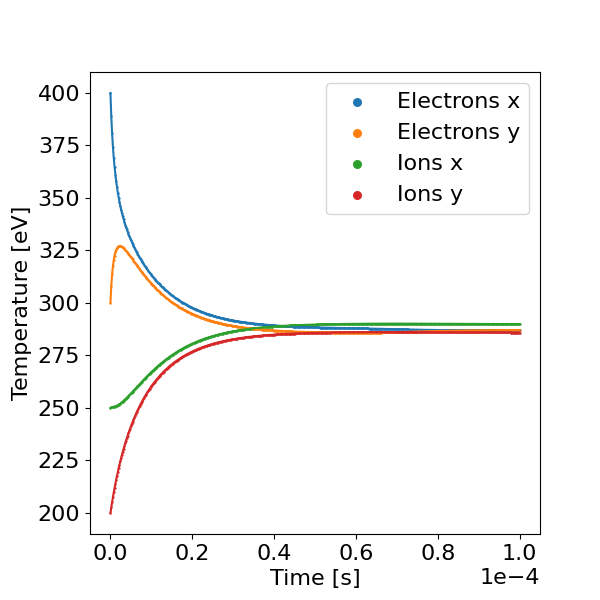 Temperature [eV]
400
375
350
325
300
275
250
225
200
Electrons x
Electrons y
Ions x
Ions y
0.0 0.2 0.4 0.6 0.8 1.0
Time [s]
1e−4